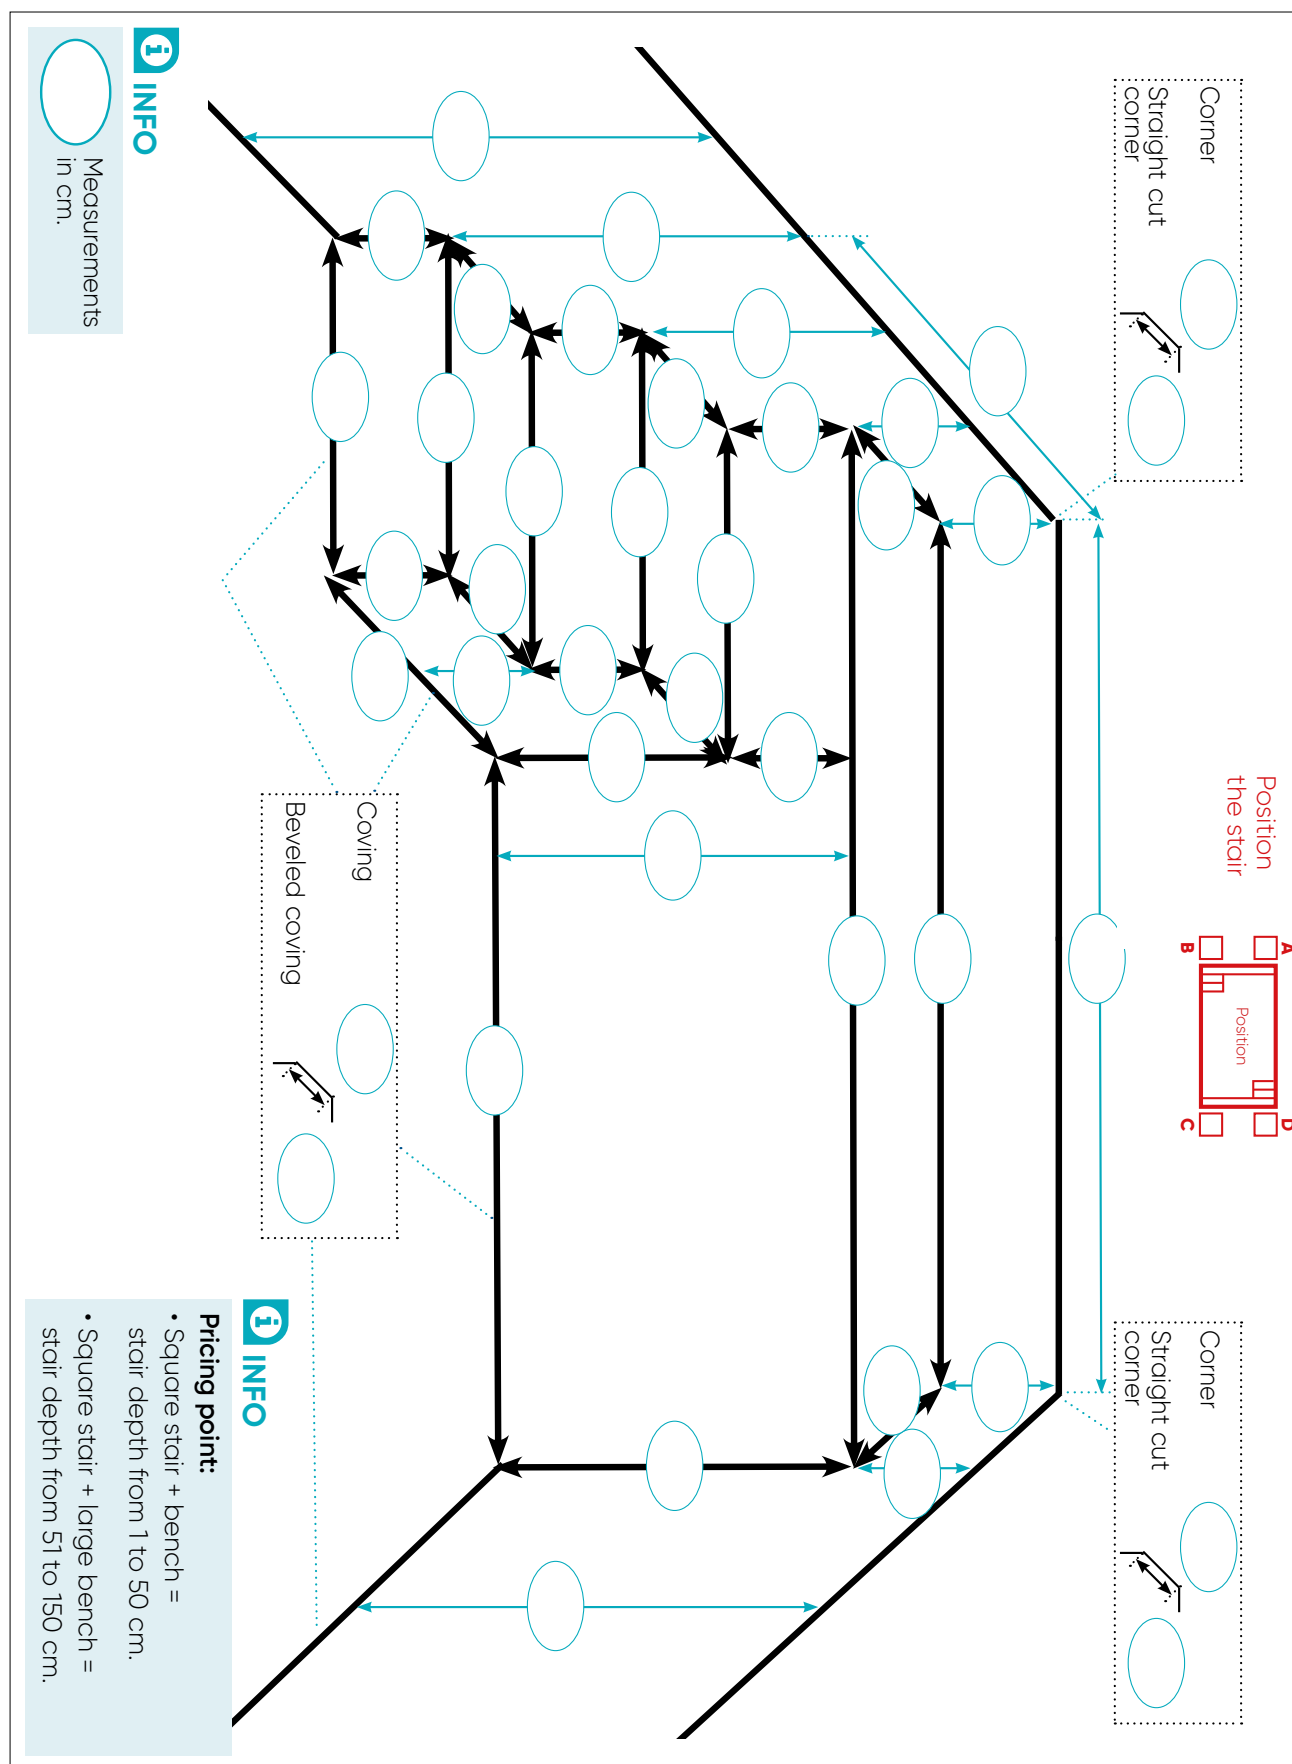 Corner
Straight cut
corner
Position
the stair
A
B
Position
D
C
Corner
Straight cut
corner
Coving
Beveled coving
i INFO
Measurements
in cm.
i INFO
Pricing point:
• Square stair + bench =
stair depth from 1 to 50 cm.
• Square stair + large bench =
stair depth from 51 to 150 cm.